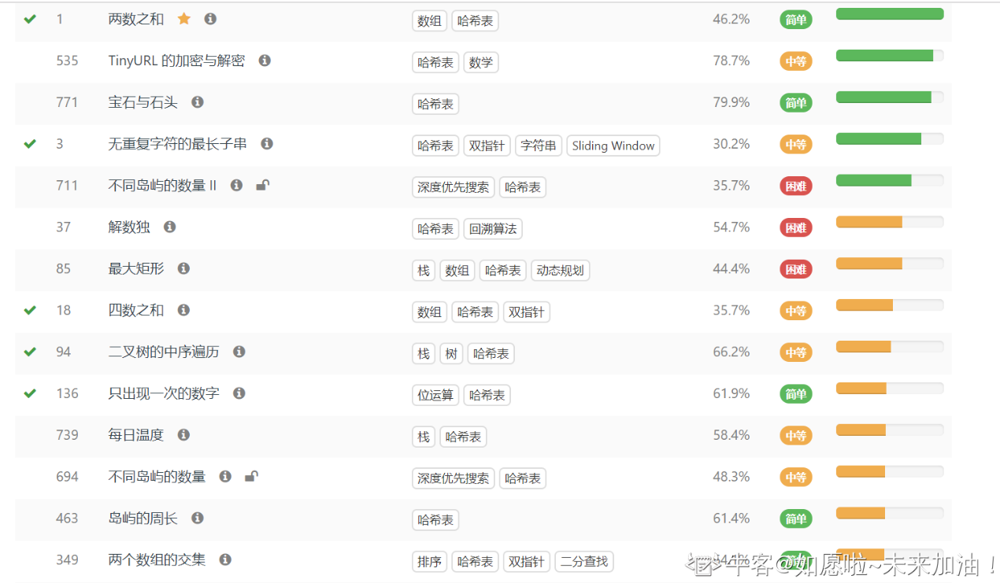 1 两数之和 数组 哈希表 46.2% 简单
535 TinyURL 的加密与解密 哈希表 数学 78.7% 中等
771 宝石与石头 哈希表 79.9% 简单
3 无重复字符的最长子串 哈希表 双指针 字符串 Sliding Window 30.2% 中等
711 不同岛屿的数量 II 深度优先搜索 哈希表 35.7% 困难
37 解数独 哈希表 回溯算法 54.7% 困难
85 最大矩形 栈 数组 哈希表 动态规划 44.4% 困难
18 四数之和 数组 哈希表 双指针 35.7% 中等
94 二叉树的中序遍历 栈 树 哈希表 66.2% 中等
136 只出现一次的数字 位运算 哈希表 61.9% 简单
739 每日温度 栈 哈希表 58.4% 中等
694 不同岛屿的数量 深度优先搜索 哈希表 48.3% 中等
463 岛屿的周长 哈希表 61.4% 简单
349 两个数组的交集 排序 哈希表 双指针 二分查找
牛客@如愿啦~未来加油！